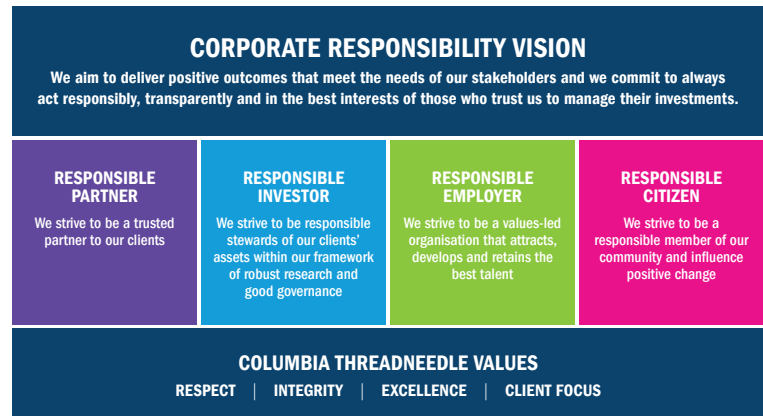 CORPORATE RESPONSIBILITY VISION
We aim to deliver positive outcomes that meet the needs of our stakeholders and we commit to always
act responsibly, transparently and in the best interests of those who trust us to manage their investments.
RESPONSIBLE
PARTNER
We strive to be a trusted
partner to our clients
RESPONSIBLE
INVESTOR
We strive to be responsible
stewards of our clients'
assets within our framework
of robust research and
good governance
RESPONSIBLE
EMPLOYER
We strive to be a values-led
organisation that attracts,
develops and retains the
best talent
RESPONSIBLE
CITIZEN
We strive to be a
responsible member of our
community and influence
positive change
COLUMBIA THREADNEEDLE VALUES
RESPECT | INTEGRITY | EXCELLENCE | CLIENT FOCUS